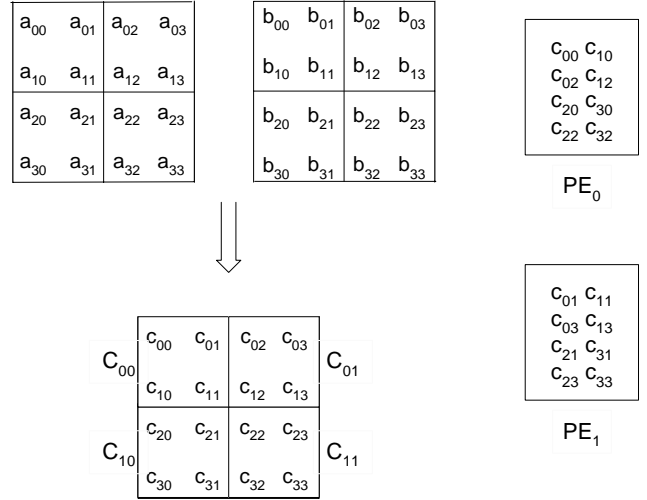 a₀₀ a₀₁ a₀₂ a₀₃
a₁₀ a₁₁ a₁₂ a₁₃
a₂₀ a₂₁ a₂₂ a₂₃
a₃₀ a₃₁ a₃₂ a₃₃
b₀₀ b₀₁ b₀₂ b₀₃
b₁₀ b₁₁ b₁₂ b₁₃
b₂₀ b₂₁ b₂₂ b₂₃
b₃₀ b₃₁ b₃₂ b₃₃
c₀₀ c₁₀
c₀₂ c₁₂
c₂₀ c₃₀
c₂₂ c₃₂
PE₀
C₀₀
c₀₀ c₀₁ c₀₂ c₀₃
c₁₀ c₁₁ c₁₂ c₁₃
C₀₁
C₁₀
c₂₀ c₂₁ c₂₂ c₂₃
c₃₀ c₃₁ c₃₂ c₃₃
C₁₁
c₀₁ c₁₁
c₀₃ c₁₃
c₂₁ c₃₁
c₂₃ c₃₃
PE₁